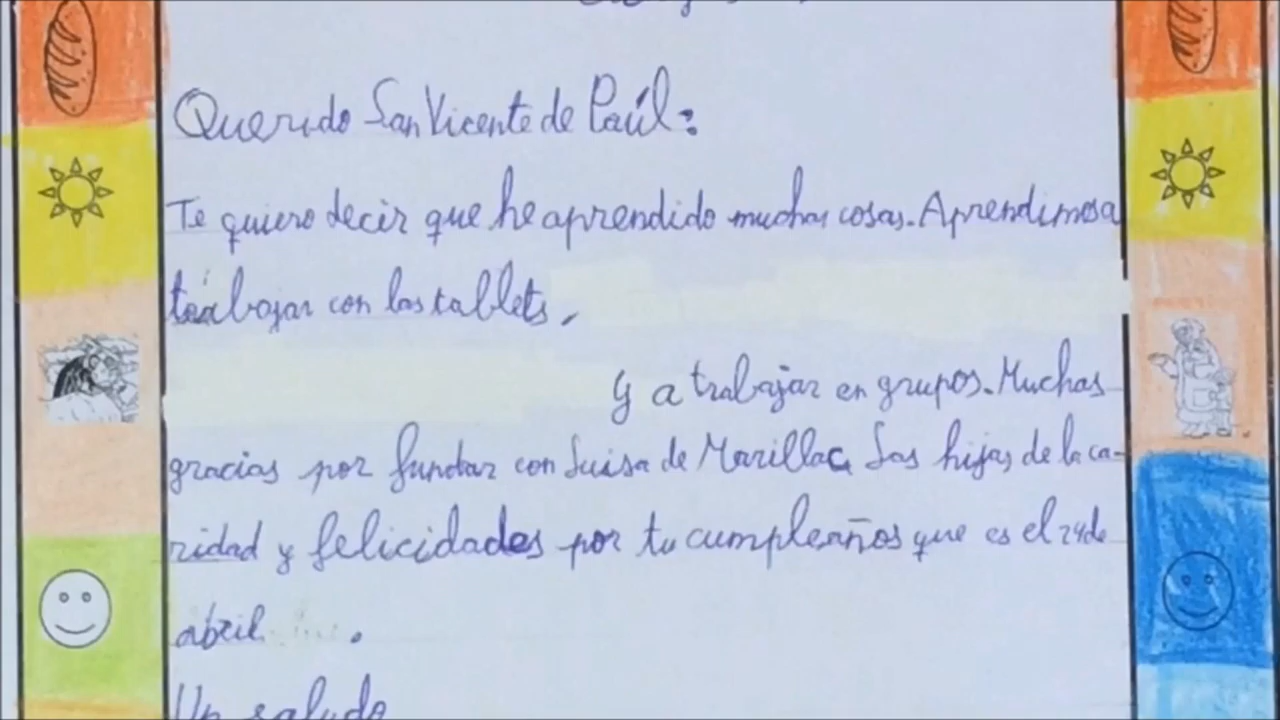 Querido San Vicente de Paúl:
Te quiero decir que he aprendido muchas cosas. Aprendimos a
trabajar con las tablets,
y a trabajar en grupos. Muchas
gracias por fundar con Luisa de Marillac Las hijas de la ca-
ridad y felicidades por tu cumpleaños que es el 24 de
abril .
Un saludo